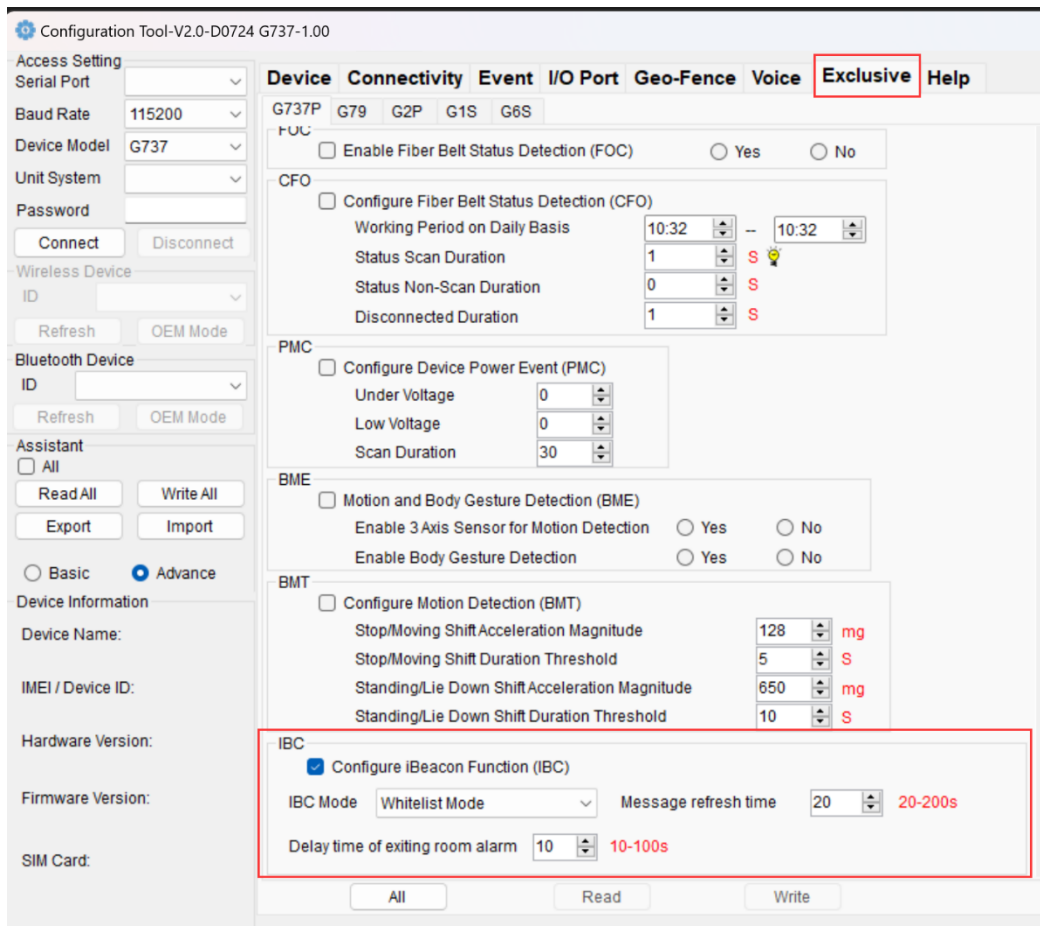 Configuration Tool-V2.0-D0724 G737-1.00
Access Setting
Serial Port
Baud Rate 115200
Device Model G737
Unit System
Password
Connect Disconnect
Wireless Device
ID
Refresh OEM Mode
Bluetooth Device
ID
Refresh OEM Mode
Assistant
All
Read All Write All
Export Import
Basic Advance
Device Information
Device Name:
IMEI / Device ID:
Hardware Version:
Firmware Version:
SIM Card:
Device Connectivity Event I/O Port Geo-Fence Voice Exclusive Help
G737P G79 G2P G1S G6S
FOC
Enable Fiber Belt Status Detection (FOC) Yes No
CFO
Configure Fiber Belt Status Detection (CFO)
Working Period on Daily Basis 10:32 -- 10:32
Status Scan Duration 1 S
Status Non-Scan Duration 0 S
Disconnected Duration 1 S
PMC
Configure Device Power Event (PMC)
Under Voltage 0
Low Voltage 0
Scan Duration 30
BME
Motion and Body Gesture Detection (BME)
Enable 3 Axis Sensor for Motion Detection Yes No
Enable Body Gesture Detection Yes No
BMT
Configure Motion Detection (BMT)
Stop/Moving Shift Acceleration Magnitude 128 mg
Stop/Moving Shift Duration Threshold 5 S
Standing/Lie Down Shift Acceleration Magnitude 650 mg
Standing/Lie Down Shift Duration Threshold 10 S
IBC
Configure iBeacon Function (IBC)
IBC Mode Whitelist Mode Message refresh time 20 20-200s
Delay time of exiting room alarm 10 10-100s
All Read Write